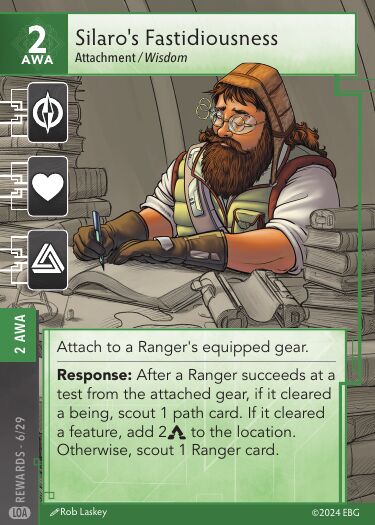 2
AWA
Silaro's Fastidiousness
Attachment / Wisdom
2 AWA
Attach to a Ranger's equipped gear.
Response: After a Ranger succeeds at a
test from the attached gear, if it cleared
a being, scout 1 path card. If it cleared
a feature, add 2 to the location.
Otherwise, scout 1 Ranger card.
REWARDS - 6/29
LOA
Rob Laskey
©2024 EBG